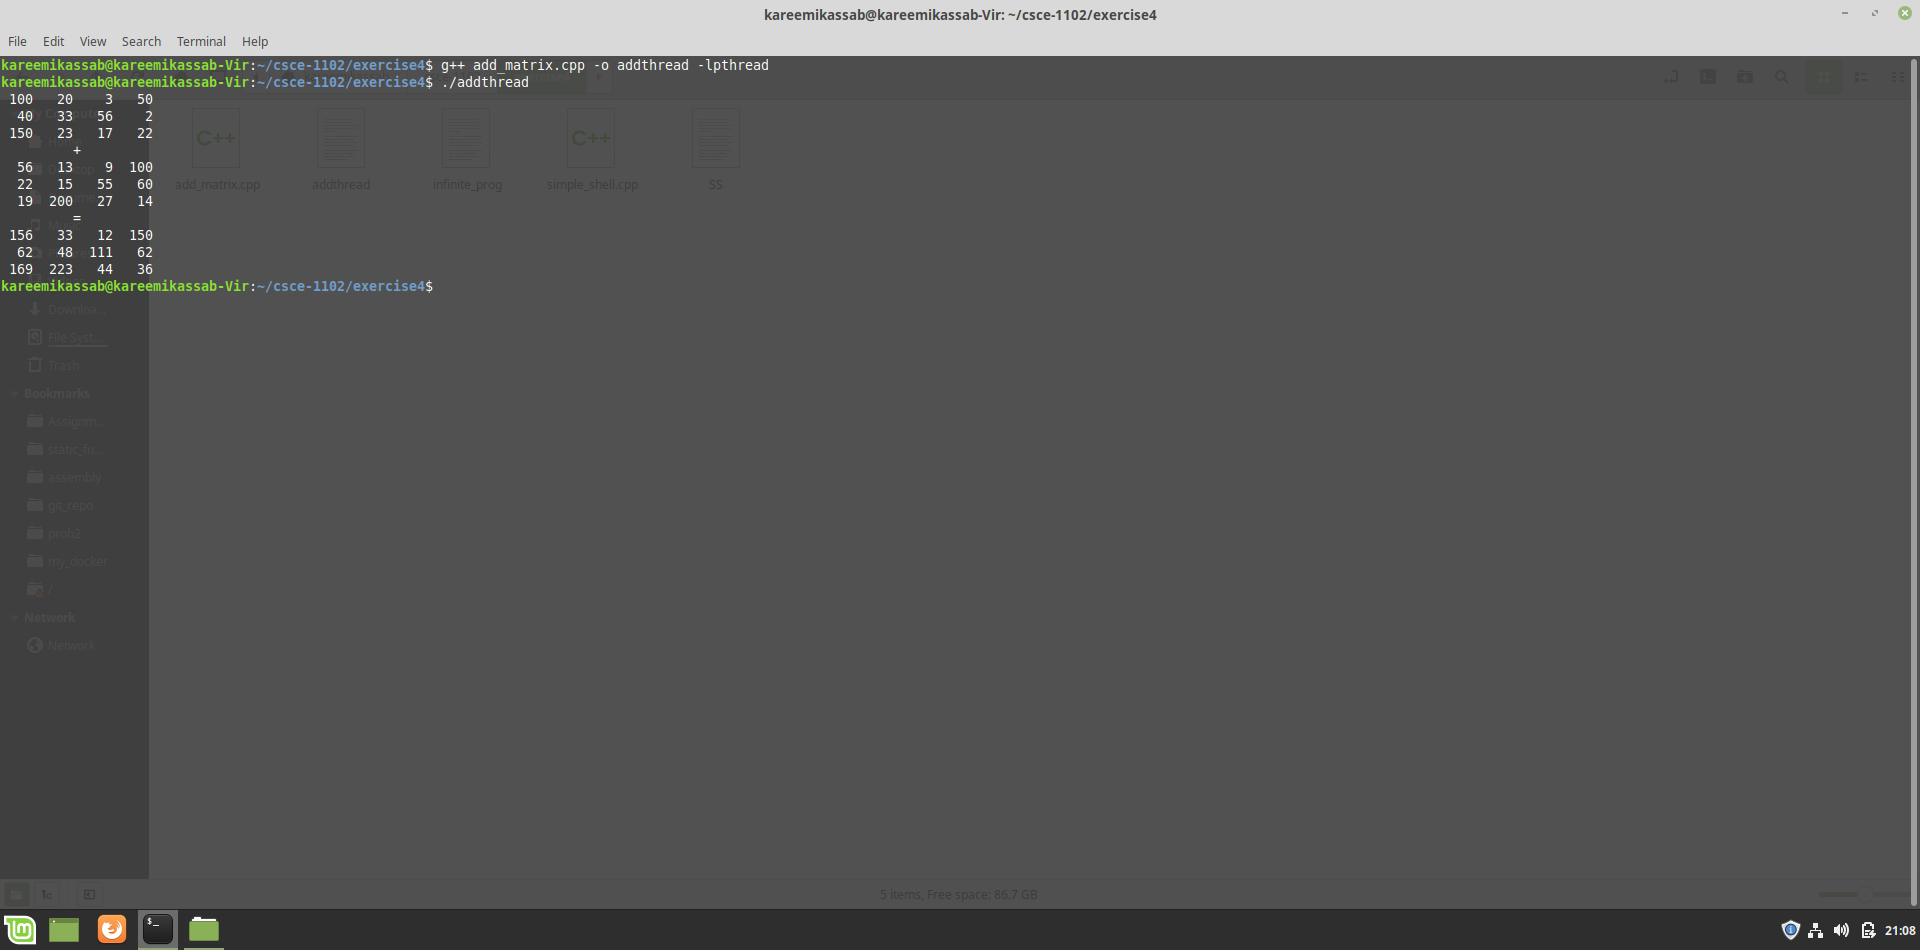 kareemikassab@kareemikassab-Vir: ~/csce-1102/exercise4
File Edit View Search Terminal Help
kareemikassab@kareemikassab-Vir:~/csce-1102/exercise4$ g++ add_matrix.cpp -o addthread -lpthread
kareemikassab@kareemikassab-Vir:~/csce-1102/exercise4$ ./addthread
100 20 3 50
40 33 56 2
150 23 17 22
+
56 13 9 100
22 15 55 60
19 200 27 14
=
156 33 12 150
62 48 111 62
169 223 44 36
kareemikassab@kareemikassab-Vir:~/csce-1102/exercise4$
C++ C++
add_matrix.cpp addthread infinite_prog simple_shell.cpp SS
Downloa...
File Syst...
Trash
Bookmarks
Assignm...
static_fu...
assembly
prob2
my_docker
/
Network
Network
5 items, Free space: 86.7 GB
21:08